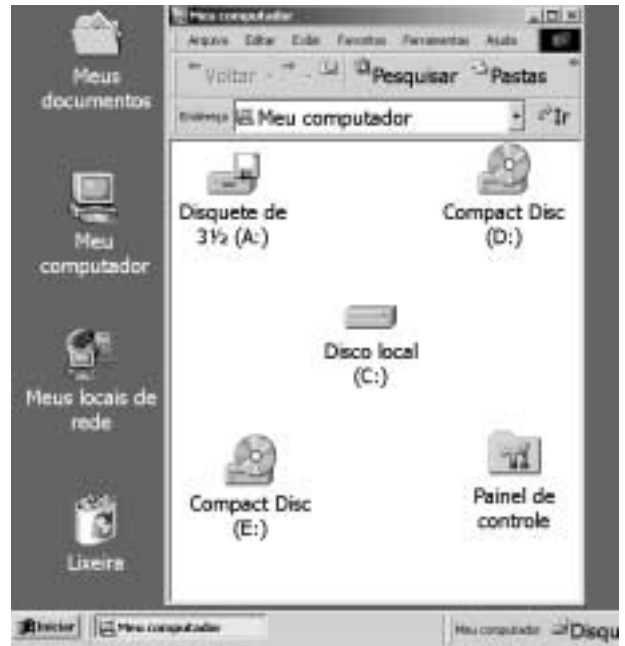 Meus
documentos
Meu
computador
Meus locais de
rede
Lixeira
Meu computador
Arquivo Editar Exibir Favoritos Ferramentas Ajuda
Voltar Pesquisar Pastas
Endereço Meu computador Ir
Disquete de
3½ (A:)
Compact Disc
(D:)
Disco local
(C:)
Compact Disc
(E:)
Painel de
controle
Iniciar Meu computador Meu computador Disqu